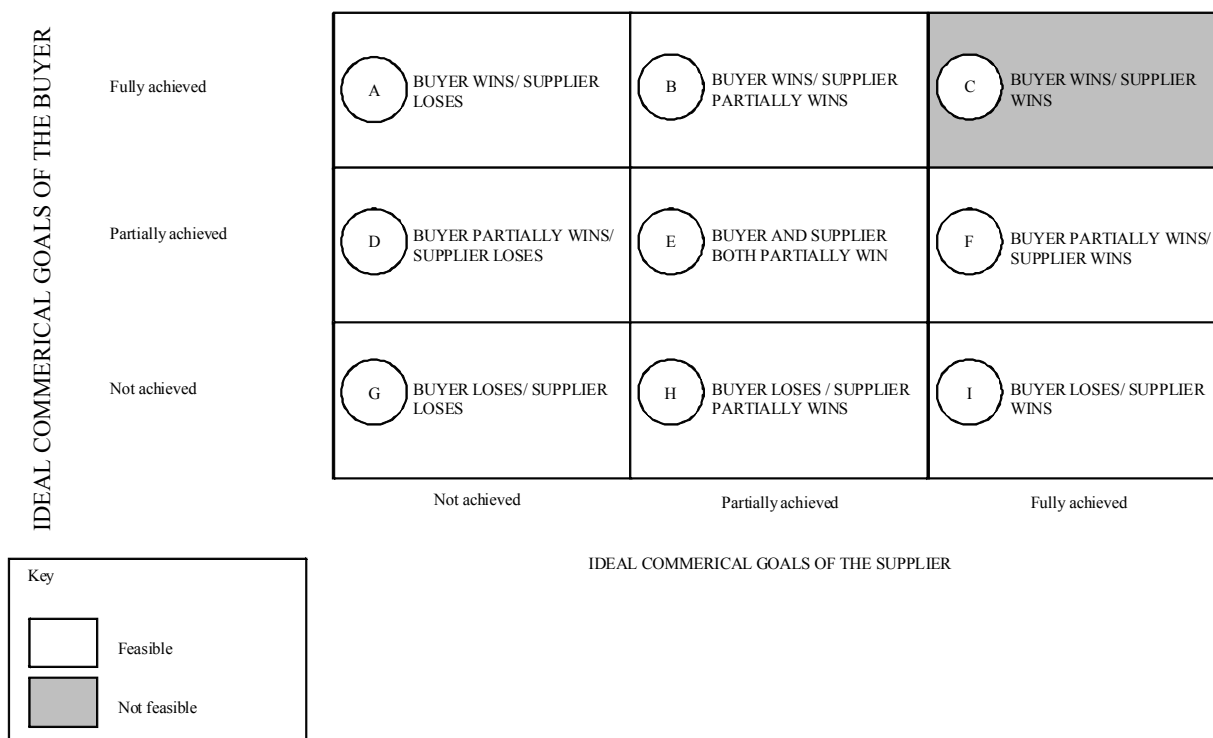 IDEAL COMMERICAL GOALS OF THE BUYER
Fully achieved
A
BUYER WINS/ SUPPLIER
LOSES
B
BUYER WINS/ SUPPLIER
PARTIALLY WINS
C
BUYER WINS/ SUPPLIER
WINS
Partially achieved
D
BUYER PARTIALLY WINS/
SUPPLIER LOSES
E
BUYER AND SUPPLIER
BOTH PARTIALLY WIN
F
BUYER PARTIALLY WINS/
SUPPLIER WINS
Not achieved
G
BUYER LOSES/ SUPPLIER
LOSES
H
BUYER LOSES / SUPPLIER
PARTIALLY WINS
I
BUYER LOSES/ SUPPLIER
WINS
Not achieved
Partially achieved
Fully achieved
IDEAL COMMERICAL GOALS OF THE SUPPLIER
Key
Feasible
Not feasible